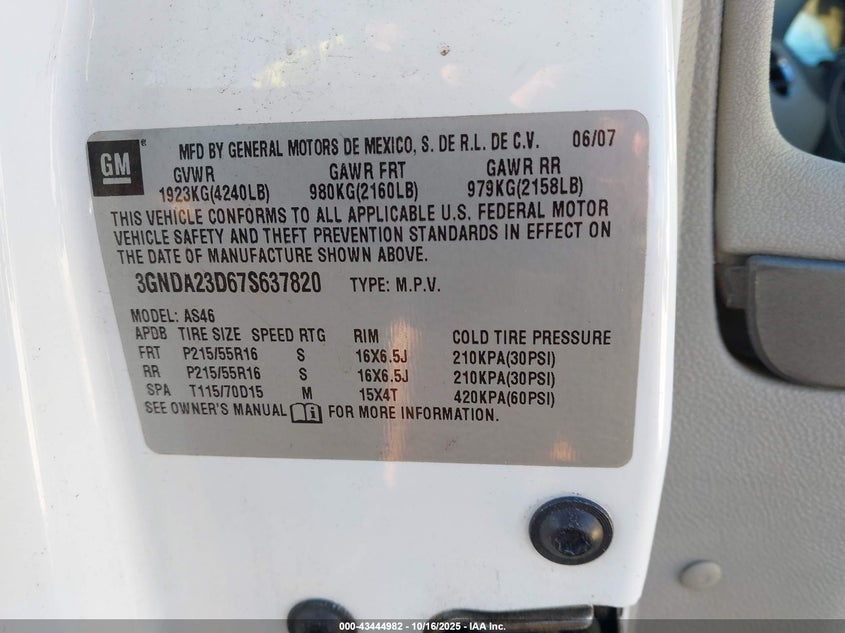 GM
MFD BY GENERAL MOTORS DE MEXICO, S. DE R.L. DE C.V. 06/07
GVWR GAWR FRT GAWR RR
1923KG(4240LB) 980KG(2160LB) 979KG(2158LB)
THIS VEHICLE CONFORMS TO ALL APPLICABLE U.S. FEDERAL MOTOR
VEHICLE SAFETY AND THEFT PREVENTION STANDARDS IN EFFECT ON
THE DATE OF MANUFACTURE SHOWN ABOVE.
3GNDA23D67S637820 TYPE: M.P.V.
MODEL: AS46
APDB TIRE SIZE SPEED RTG RIM COLD TIRE PRESSURE
FRT P215/55R16 S 16X6.5J 210KPA(30PSI)
RR P215/55R16 S 16X6.5J 210KPA(30PSI)
SPA T115/70D15 M 15X4T 420KPA(60PSI)
SEE OWNER'S MANUAL FOR MORE INFORMATION.
000-43444982 - 10/16/2025 - IAA Inc.